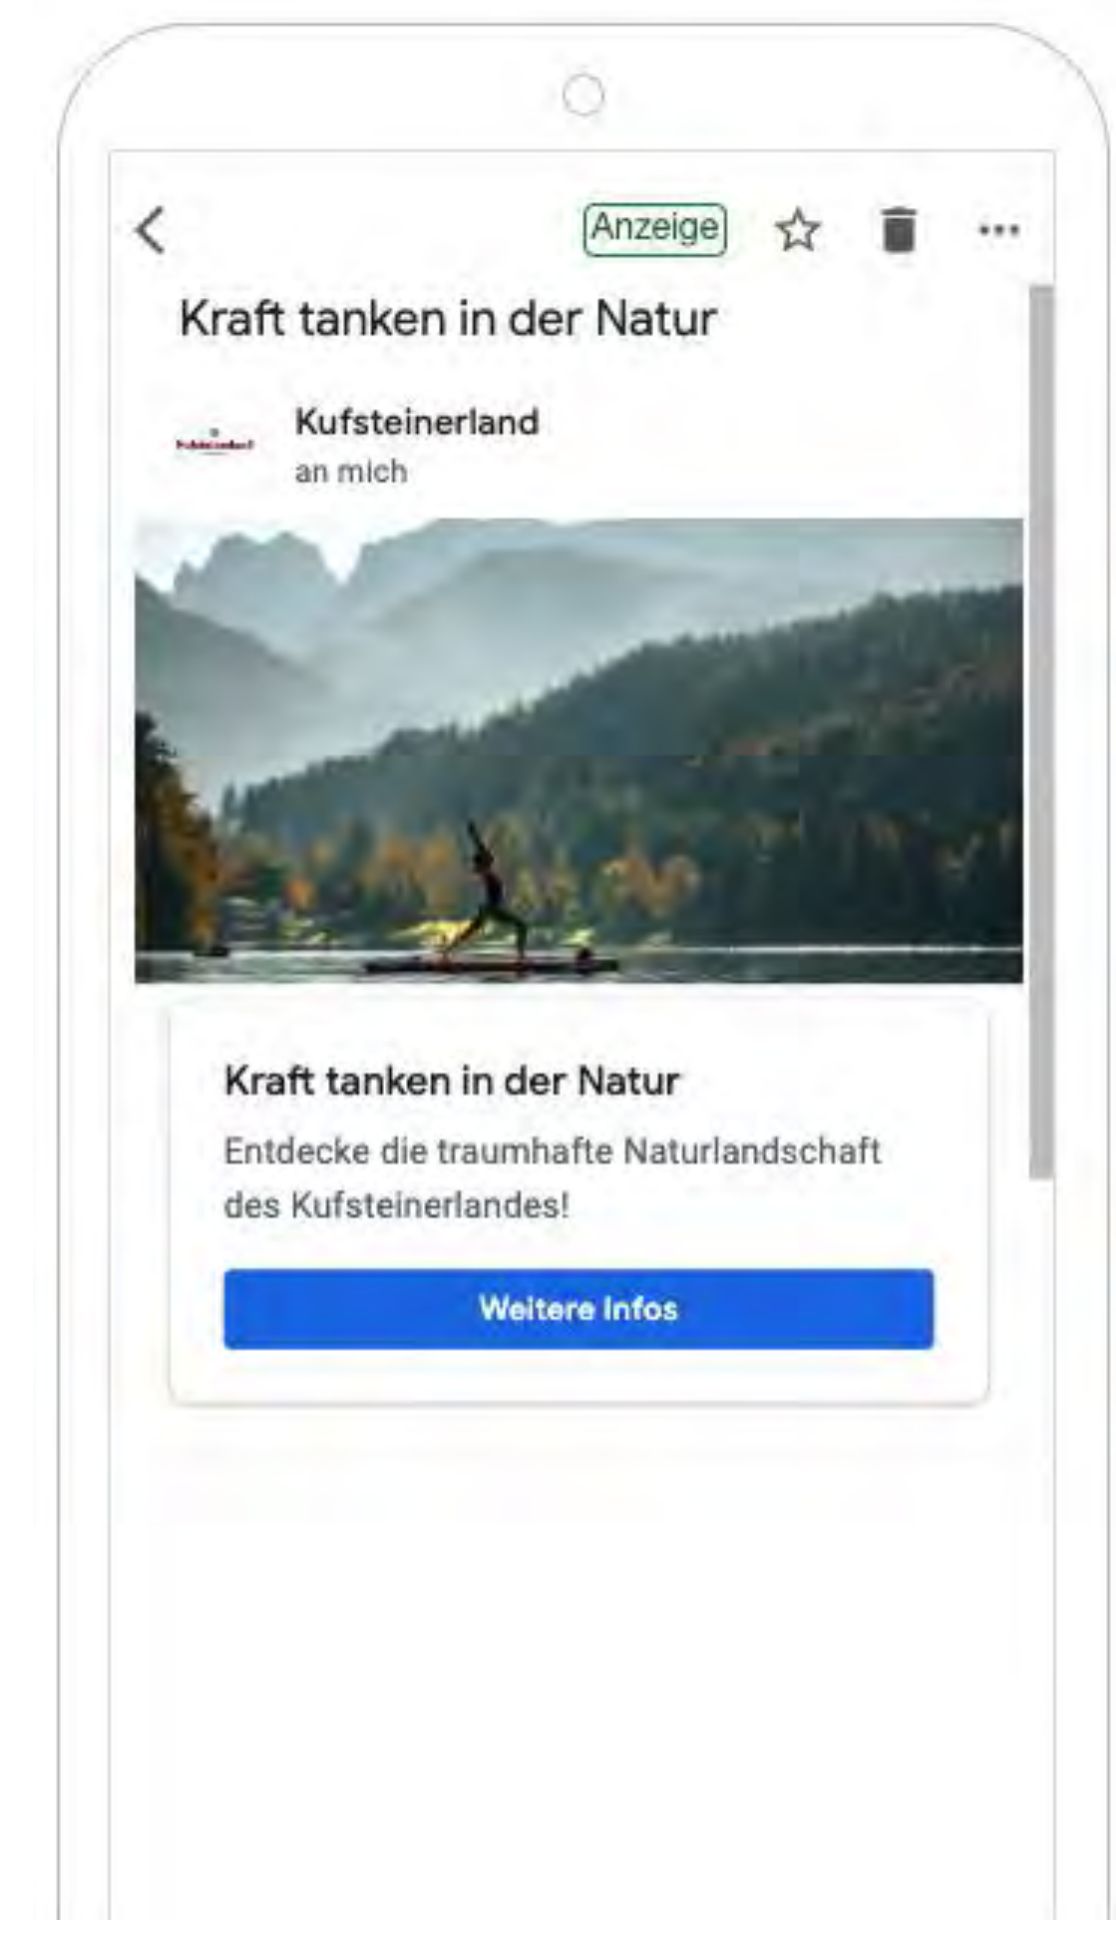 Anzeige
Kraft tanken in der Natur
Kufsteinerland
an mich
Kraft tanken in der Natur
Entdecke die traumhafte Naturlandschaft
des Kufsteinerlandes!
Weitere Infos